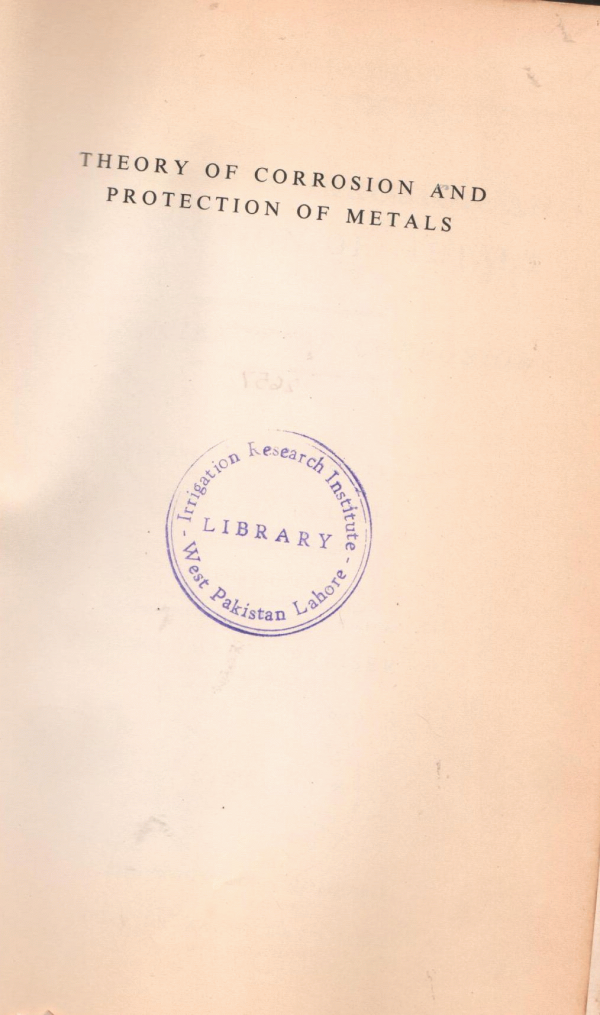 THEORY OF CORROSION AND
PROTECTION OF METALS
- Irrigation Research Institute -
LIBRARY
West Pakistan Lahore